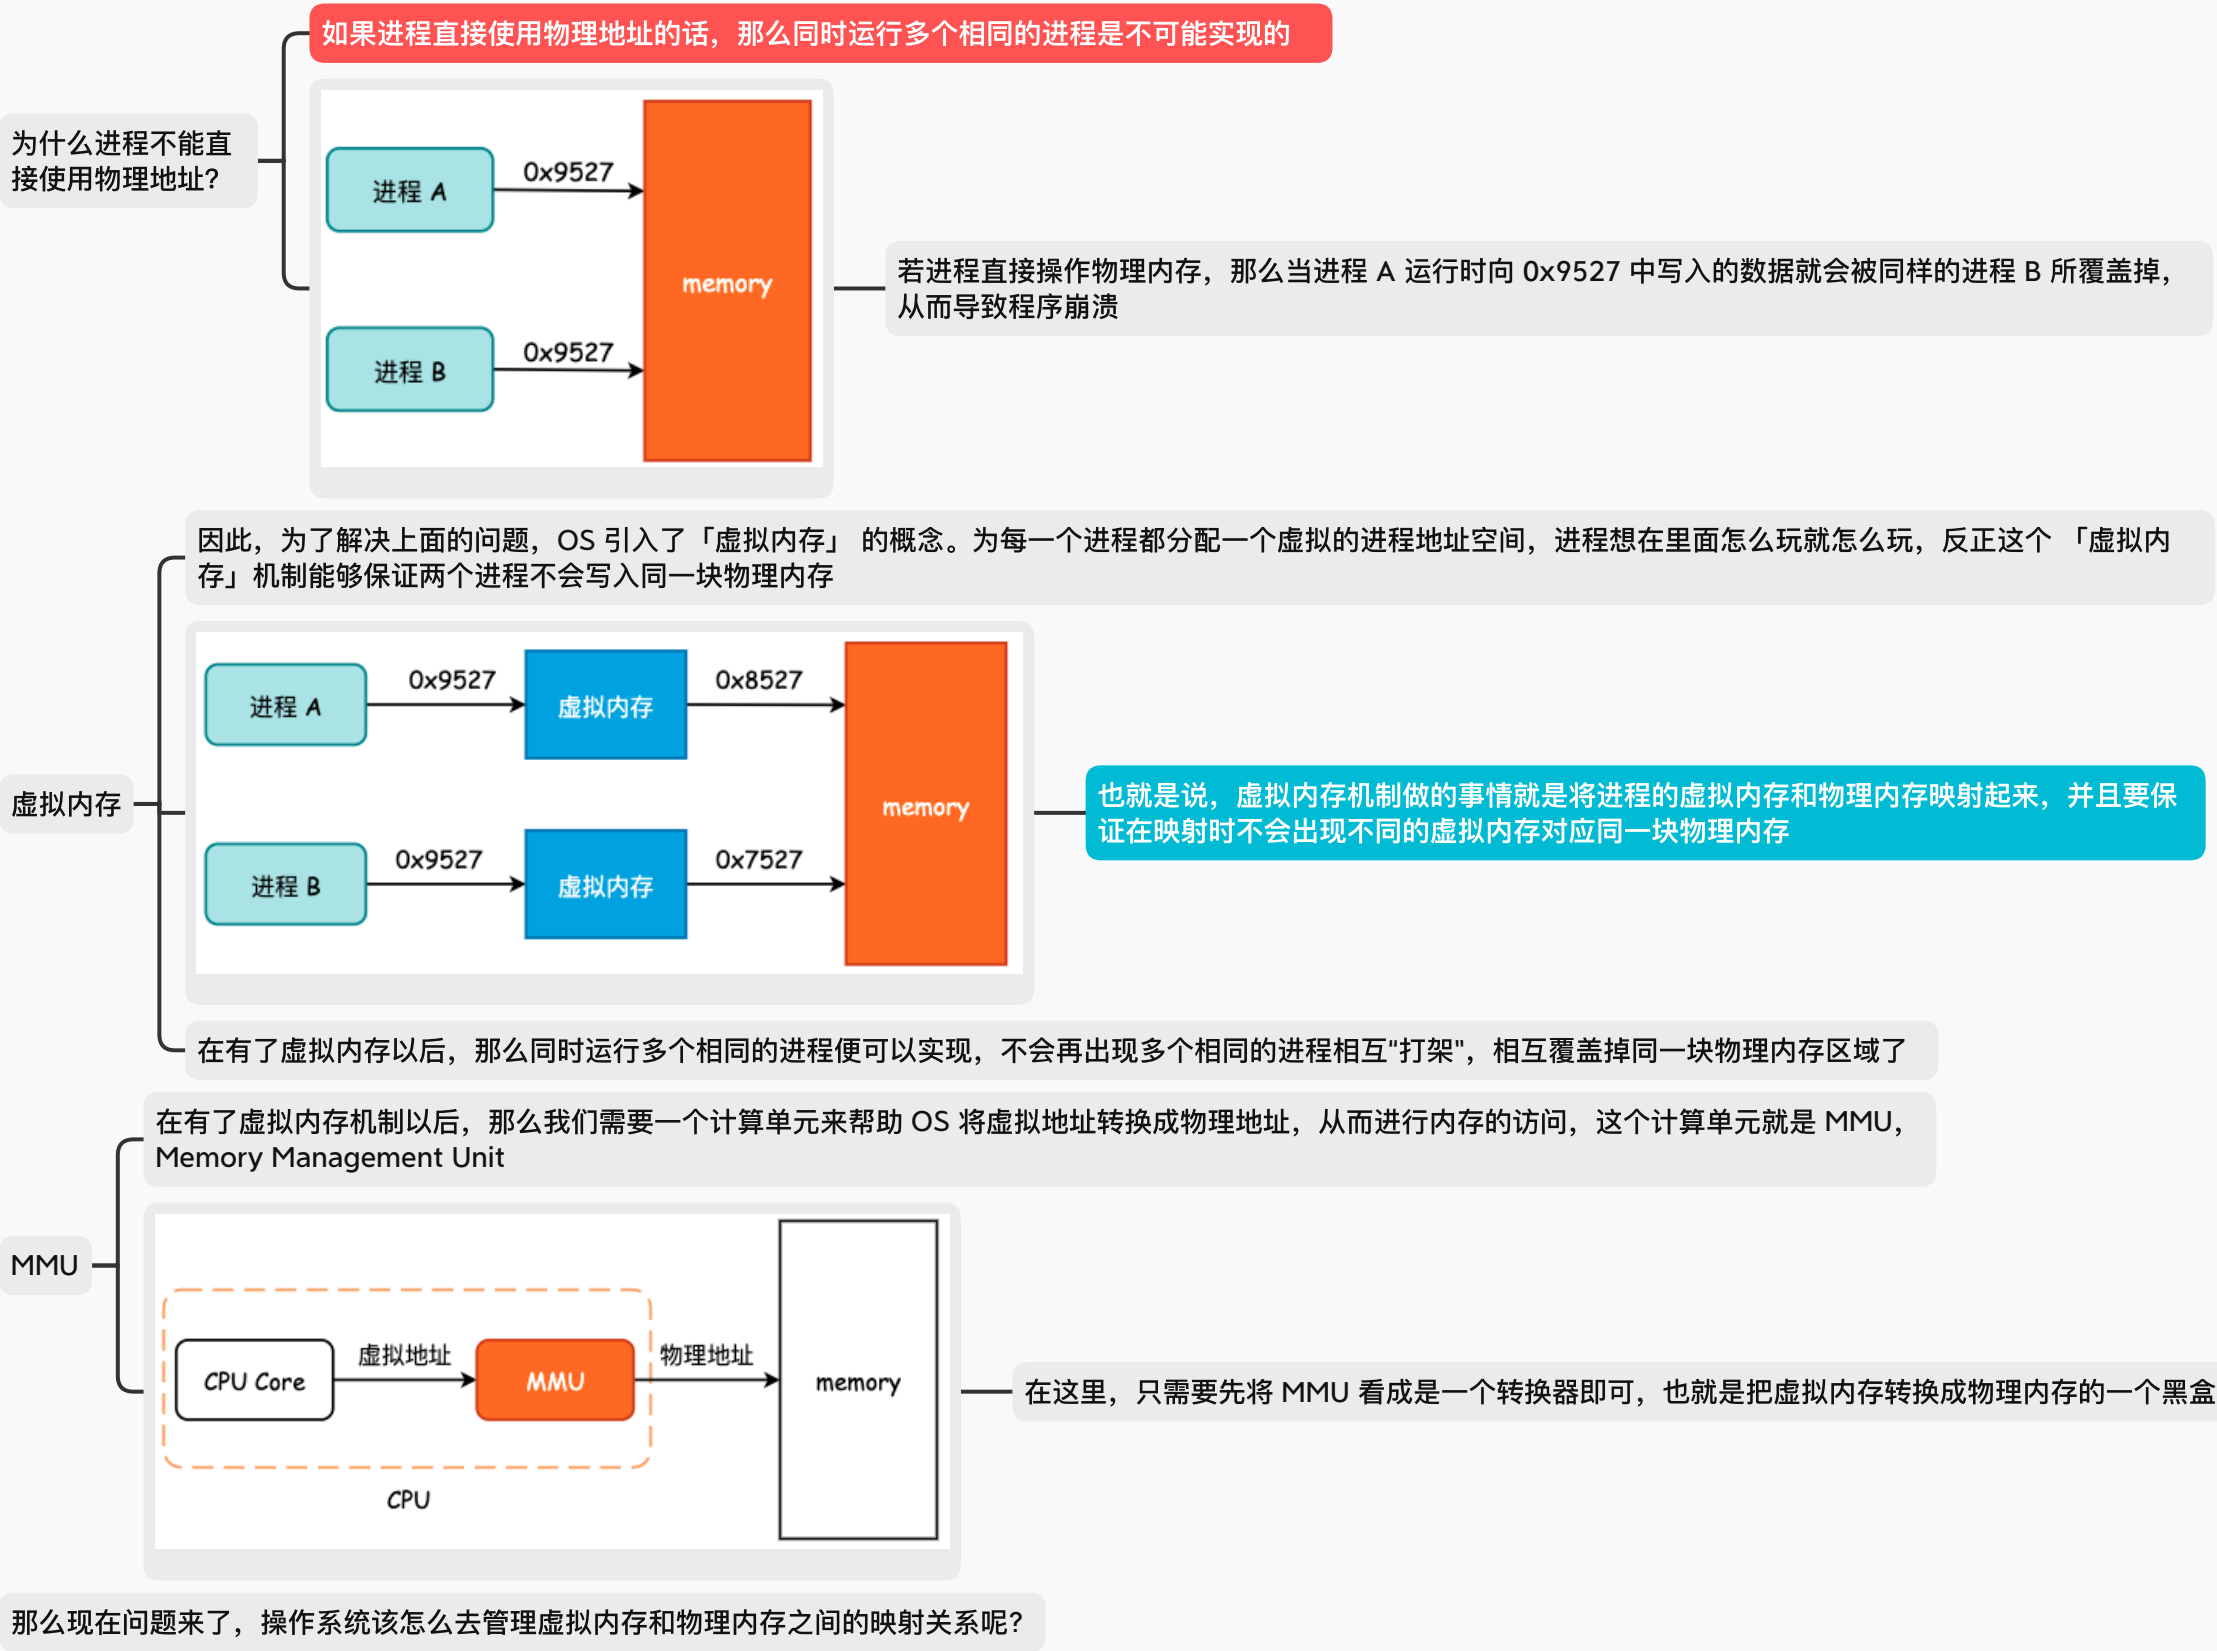 如果进程直接使用物理地址的话，那么同时运行多个相同的进程是不可能实现的
为什么进程不能直
接使用物理地址？
进程 A
0x9527
memory
进程 B
0x9527
若进程直接操作物理内存，那么当进程 A 运行时向 0x9527 中写入的数据就会被同样的进程 B 所覆盖掉，
从而导致程序崩溃
因此，为了解决上面的问题，OS 引入了「虚拟内存」 的概念。为每一个进程都分配一个虚拟的进程地址空间，进程想在里面怎么玩就怎么玩，反正这个 「虚拟内
存」机制能够保证两个进程不会写入同一块物理内存
虚拟内存
进程 A
0x9527
虚拟内存
0x8527
memory
进程 B
0x9527
虚拟内存
0x7527
也就是说，虚拟内存机制做的事情就是将进程的虚拟内存和物理内存映射起来，并且要保
证在映射时不会出现不同的虚拟内存对应同一块物理内存
在有了虚拟内存以后，那么同时运行多个相同的进程便可以实现，不会再出现多个相同的进程相互“打架”，相互覆盖掉同一块物理内存区域了
在有了虚拟内存机制以后，那么我们需要一个计算单元来帮助 OS 将虚拟地址转换成物理地址，从而进行内存的访问，这个计算单元就是 MMU，
Memory Management Unit
MMU
CPU Core
虚拟地址
MMU
物理地址
memory
CPU
在这里，只需要先将 MMU 看成是一个转换器即可，也就是把虚拟内存转换成物理内存的一个黑盒
那么现在问题来了，操作系统该怎么去管理虚拟内存和物理内存之间的映射关系呢？